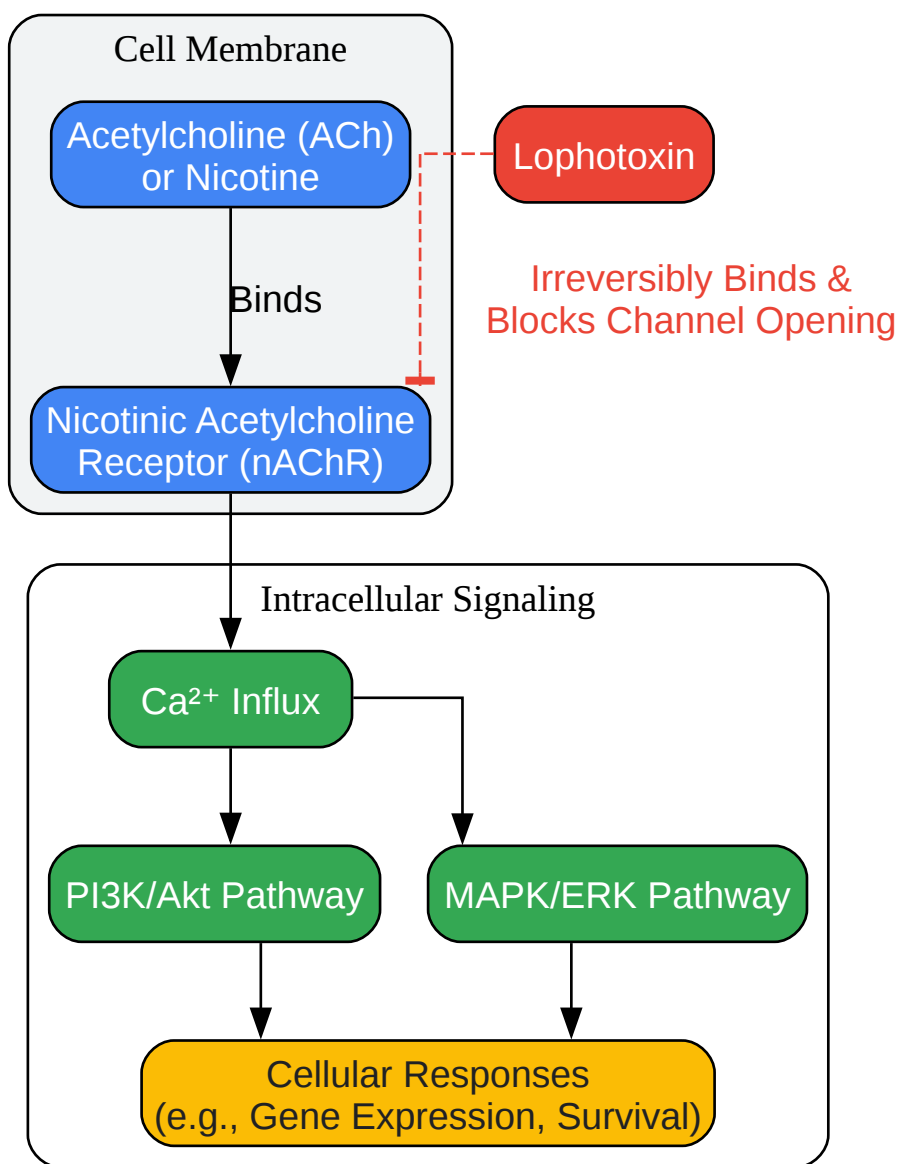 Cell Membrane
Acetylcholine (ACh)
or Nicotine
Lophotoxin
Binds
Irreversibly Binds &
Blocks Channel Opening
Nicotinic Acetylcholine
Receptor (nAChR)
Intracellular Signaling
Ca²⁺ Influx
PI3K/Akt Pathway
MAPK/ERK Pathway
Cellular Responses
(e.g., Gene Expression, Survival)